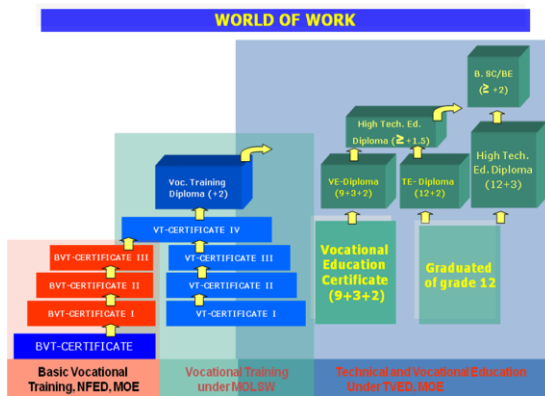 WORLD OF WORK
B. SC/BE
(≥ +2)
High Tech. Ed.
Diploma (≥ +1.5)
High Tech.
Ed. Diploma
(12+3)
Voc. Training
Diploma (+2)
VE-Diploma
(9+3+2)
TE- Diploma
(12+2)
VT-CERTIFICATE IV
BVT-CERTIFICATE III
VT-CERTIFICATE III
BVT-CERTIFICATE II
VT-CERTIFICATE II
BVT-CERTIFICATE I
VT-CERTIFICATE I
BVT-CERTIFICATE
Vocational
Education
Certificate
(9+3+2)
Graduated
of grade 12
Basic Vocational
Training, NFED, MOE
Vocational Training
under MOLSW
Technical and Vocational Education
Under TVED, MOE